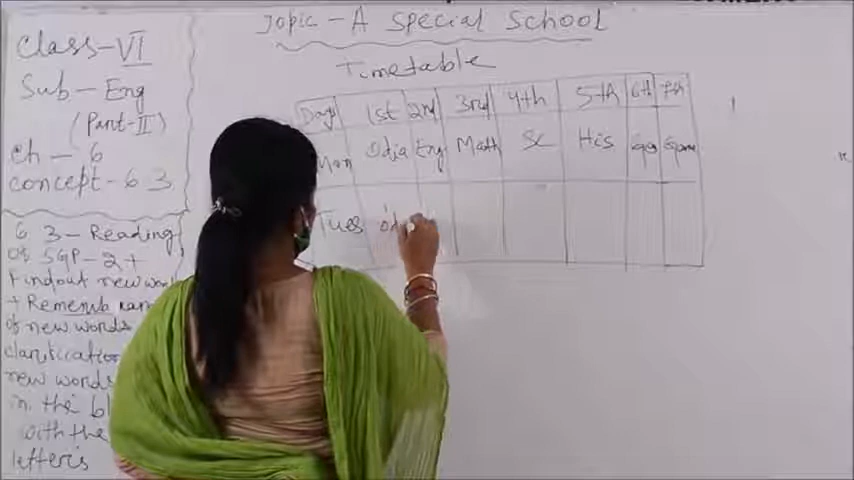 Topic - A Special School
Timetable
Class - VI
Sub - Eng
(Part-II)
Ch - 6
Concept - 6 3
6 3 - Reading
of SGP - 2 +
Findout new
+ Rememb
of new words
clarification
new words
in the
with the
letters
Days 1st 2nd 3rd 4th 5th 6th 7th
Mon Odia Eng Math SC His Geo Game
Tues